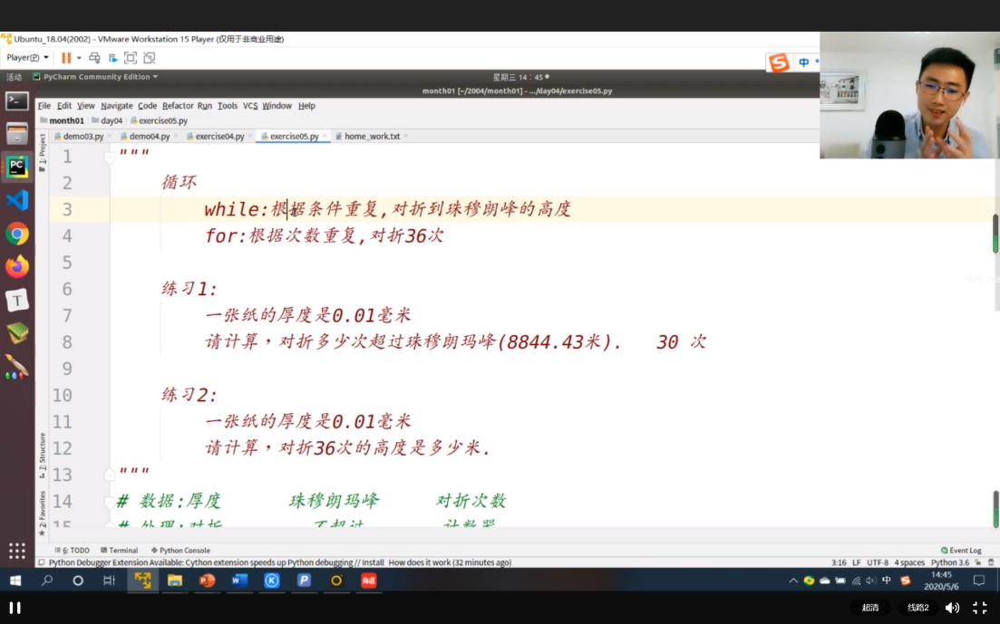 Ubuntu_18.04(2002) - VMware Workstation 15 Player (仅用于非商业用途)
Player(P)
中
活动
PyCharm Community Edition
星期三 14：45
month01 [~/2004/month01] - .../day04/exercise05.py
File Edit View Navigate Code Refactor Run Tools VCS Window Help
month01 day04 exercise05.py
demo03.py demo04.py exercise04.py exercise05.py home_work.txt
1: Project
1 """
2 循环
3 while:根据条件重复,对折到珠穆朗峰的高度
4 for:根据次数重复,对折36次
5
6 练习1:
7 一张纸的厚度是0.01毫米
8 请计算，对折多少次超过珠穆朗玛峰(8844.43米). 30 次
9
10 练习2:
11 一张纸的厚度是0.01毫米
12 请计算，对折36次的高度是多少米.
13 """
14 # 数据:厚度 珠穆朗玛峰 对折次数
15 # 处理:对折 不超过 计数器
7: Structure
2: Favorites
6: TODO Terminal Python Console Event Log
Python Debugger Extension Available: Cython extension speeds up Python debugging // Install How does it work (32 minutes ago)
3:16 LF UTF-8 4 spaces Python 3.6
中
14:45
2020/5/6
超清 线路2